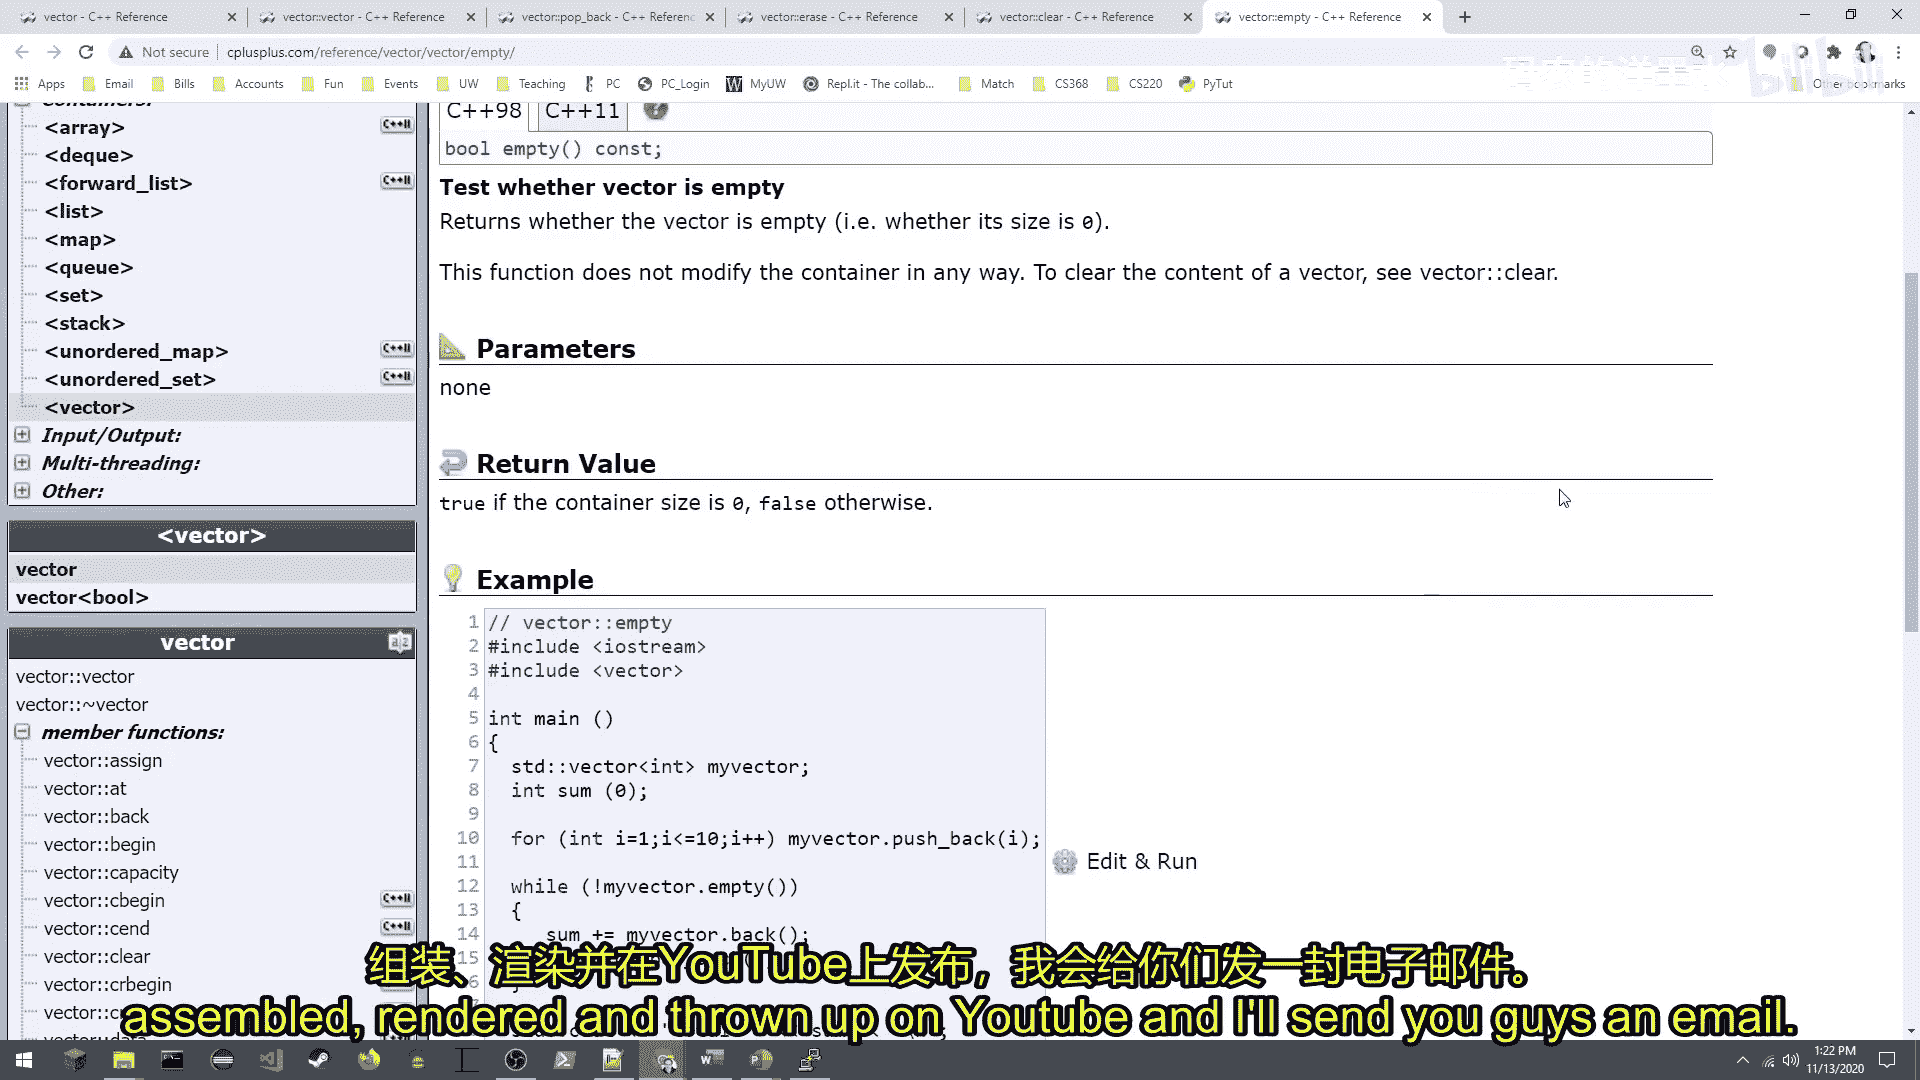 vector - C++ Reference
vector::vector - C++ Reference
vector::pop_back - C++ Referenc
vector::erase - C++ Reference
vector::clear - C++ Reference
vector::empty - C++ Reference
Not secure
cplusplus.com/reference/vector/vector/empty/
Apps
Email
Bills
Accounts
Fun
Events
UW
Teaching
PC
PC_Login
MyUW
Repl.it - The collab...
Match
CS368
CS220
PyTut
Other bookmarks
bilibili
Containers:
<array>
C++11
<deque>
<forward_list>
C++11
<list>
<map>
<queue>
<set>
<stack>
<unordered_map>
C++11
<unordered_set>
C++11
<vector>
Input/Output:
Multi-threading:
Other:
<vector>
vector
vector<bool>
vector
vector::vector
vector::~vector
member functions:
vector::assign
vector::at
vector::back
vector::begin
vector::capacity
vector::cbegin
C++11
vector::cend
C++11
vector::clear
vector::crbegin
C++98
C++11
bool empty() const;
Test whether vector is empty
Returns whether the vector is empty (i.e. whether its size is 0).
This function does not modify the container in any way. To clear the content of a vector, see vector::clear.
Parameters
none
Return Value
true if the container size is 0, false otherwise.
Example
1 // vector::empty
2 #include <iostream>
3 #include <vector>
4
5 int main ()
6 {
7 std::vector<int> myvector;
8 int sum (0);
9
10 for (int i=1;i<=10;i++) myvector.push_back(i);
11
12 while (!myvector.empty())
13 {
14 sum += myvector.back();
15
Edit & Run
组装、渲染并在YouTube上发布，我会给你们发一封电子邮件。
assembled, rendered and thrown up on Youtube and I'll send you guys an email.
1:22 PM
11/13/2020